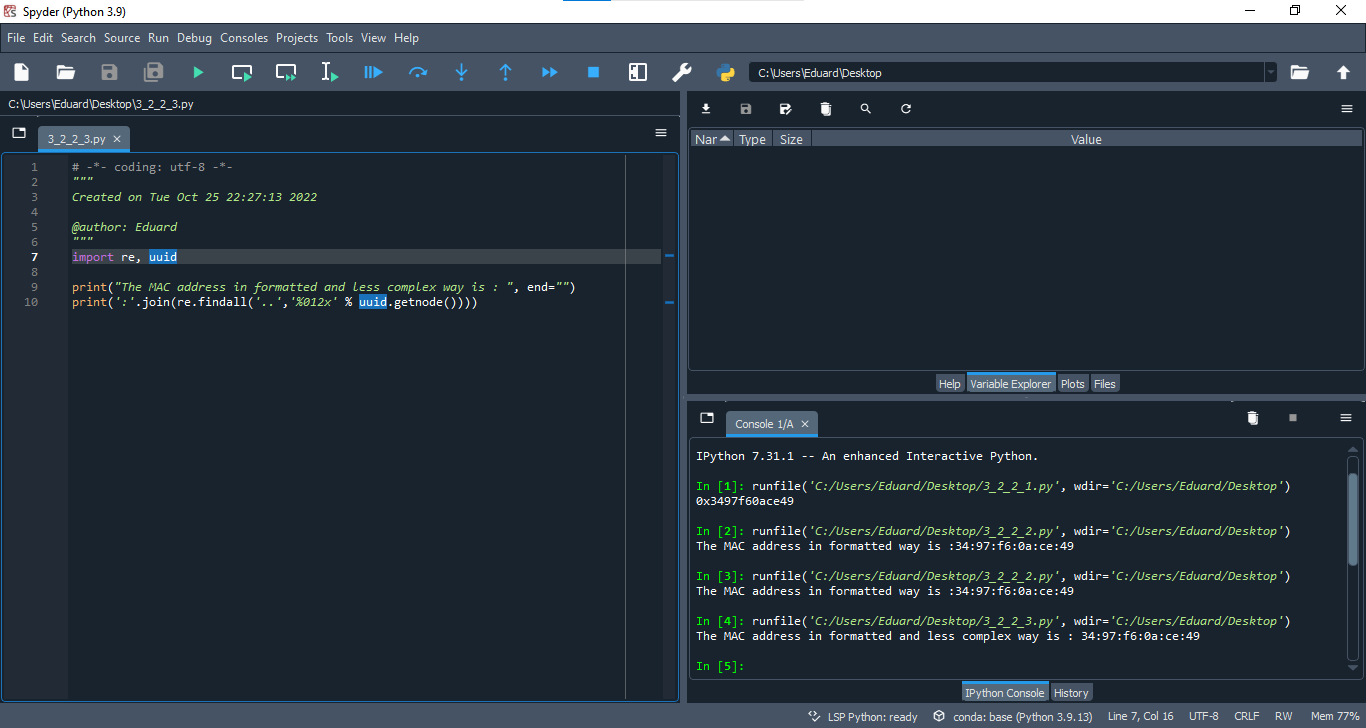 Spyder (Python 3.9)
File Edit Search Source Run Debug Consoles Projects Tools View Help
C:\Users\Eduard\Desktop
C:\Users\Eduard\Desktop\3_2_2_3.py
3_2_2_3.py
1 # -*- coding: utf-8 -*-
2 """
3 Created on Tue Oct 25 22:27:13 2022
4
5 @author: Eduard
6 """
7 import re, uuid
8
9 print("The MAC address in formatted and less complex way is : ", end="")
10 print(':'.join(re.findall('..','%012x' % uuid.getnode())))
Nar Type Size Value
Help Variable Explorer Plots Files
Console 1/A
IPython 7.31.1 -- An enhanced Interactive Python.
In [1]: runfile('C:/Users/Eduard/Desktop/3_2_2_1.py', wdir='C:/Users/Eduard/Desktop')
0x3497f60ace49
In [2]: runfile('C:/Users/Eduard/Desktop/3_2_2_2.py', wdir='C:/Users/Eduard/Desktop')
The MAC address in formatted way is :34:97:f6:0a:ce:49
In [3]: runfile('C:/Users/Eduard/Desktop/3_2_2_2.py', wdir='C:/Users/Eduard/Desktop')
The MAC address in formatted way is :34:97:f6:0a:ce:49
In [4]: runfile('C:/Users/Eduard/Desktop/3_2_2_3.py', wdir='C:/Users/Eduard/Desktop')
The MAC address in formatted and less complex way is : 34:97:f6:0a:ce:49
In [5]:
IPython Console History
LSP Python: ready conda: base (Python 3.9.13) Line 7, Col 16 UTF-8 CRLF RW Mem 77%